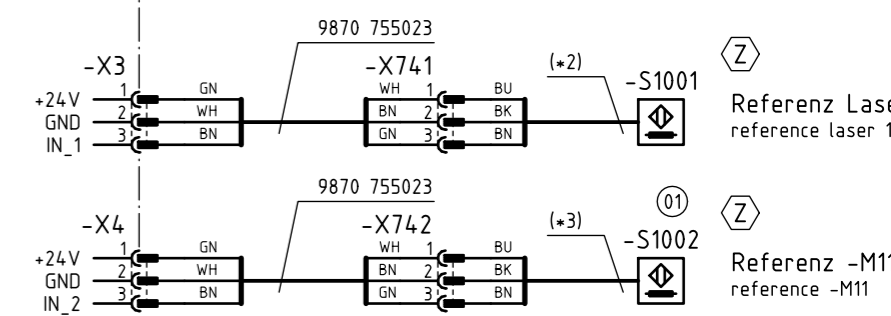 9870 755023
-X3 -X741 (*2) -S1001 Z
+24V 1 GN WH 1 BU
GND 2 WH BN 2 BK
IN_1 3 BN GN 3 BN
Referenz Lase
reference laser 1
9870 755023
-X4 -X742 (*3) 01 -S1002 Z
+24V 1 GN WH 1 BU
GND 2 WH BN 2 BK
IN_2 3 BN GN 3 BN
Referenz -M11
reference -M11